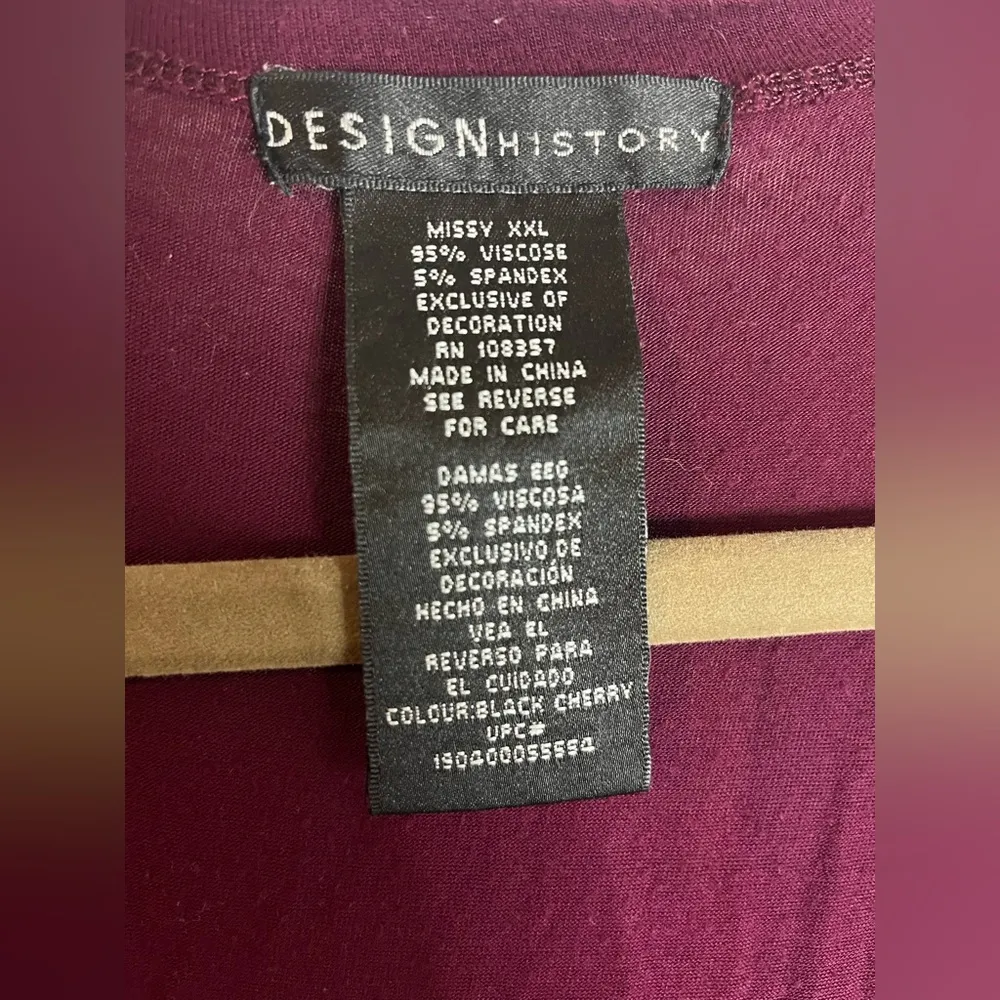 DESIGNHISTORY
MISSY XXL
95% VISCOSE
5% SPANDEX
EXCLUSIVE OF
DECORATION
RN 108357
MADE IN CHINA
SEE REVERSE
FOR CARE
DAMAS EEG
95% VISCOSA
5% SPANDEX
EXCLUSIVO DE
DECORACIÓN
HECHO EN CHINA
VEA EL
REVERSO PARA
EL CUIDADO
COLOUR:BLACK CHERRY
UPC#